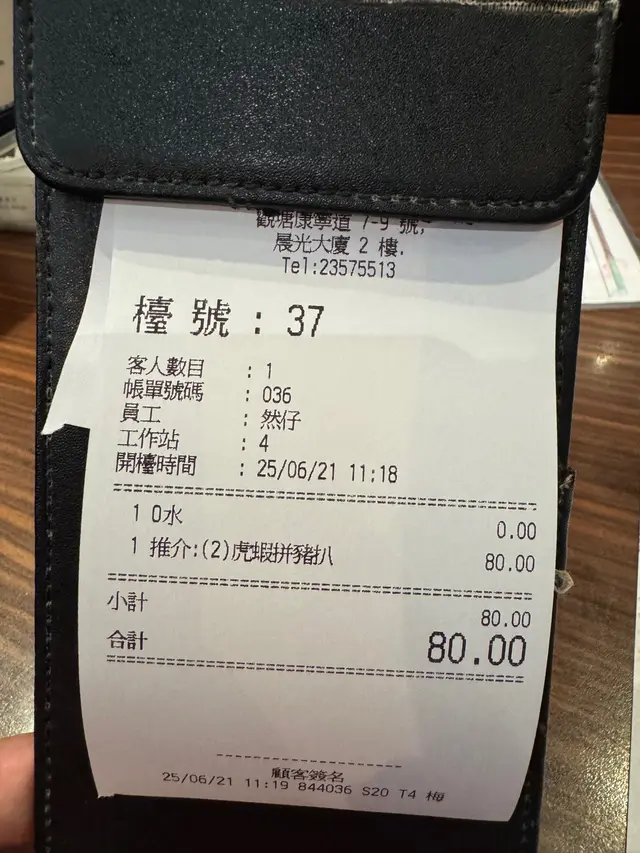 觀塘康寧道 7-9 號,
晨光大廈 2 樓.
Tel:23575513
檯號 : 37
客人數目 : 1
帳單號碼 : 036
員工 : 然仔
工作站 : 4
開檯時間 : 25/06/21 11:18
1 0水 0.00
1 推介:(2)虎蝦拼豬扒 80.00
小計 80.00
合計 80.00
顧客簽名
25/06/21 11:19 844036 S20 T4 梅